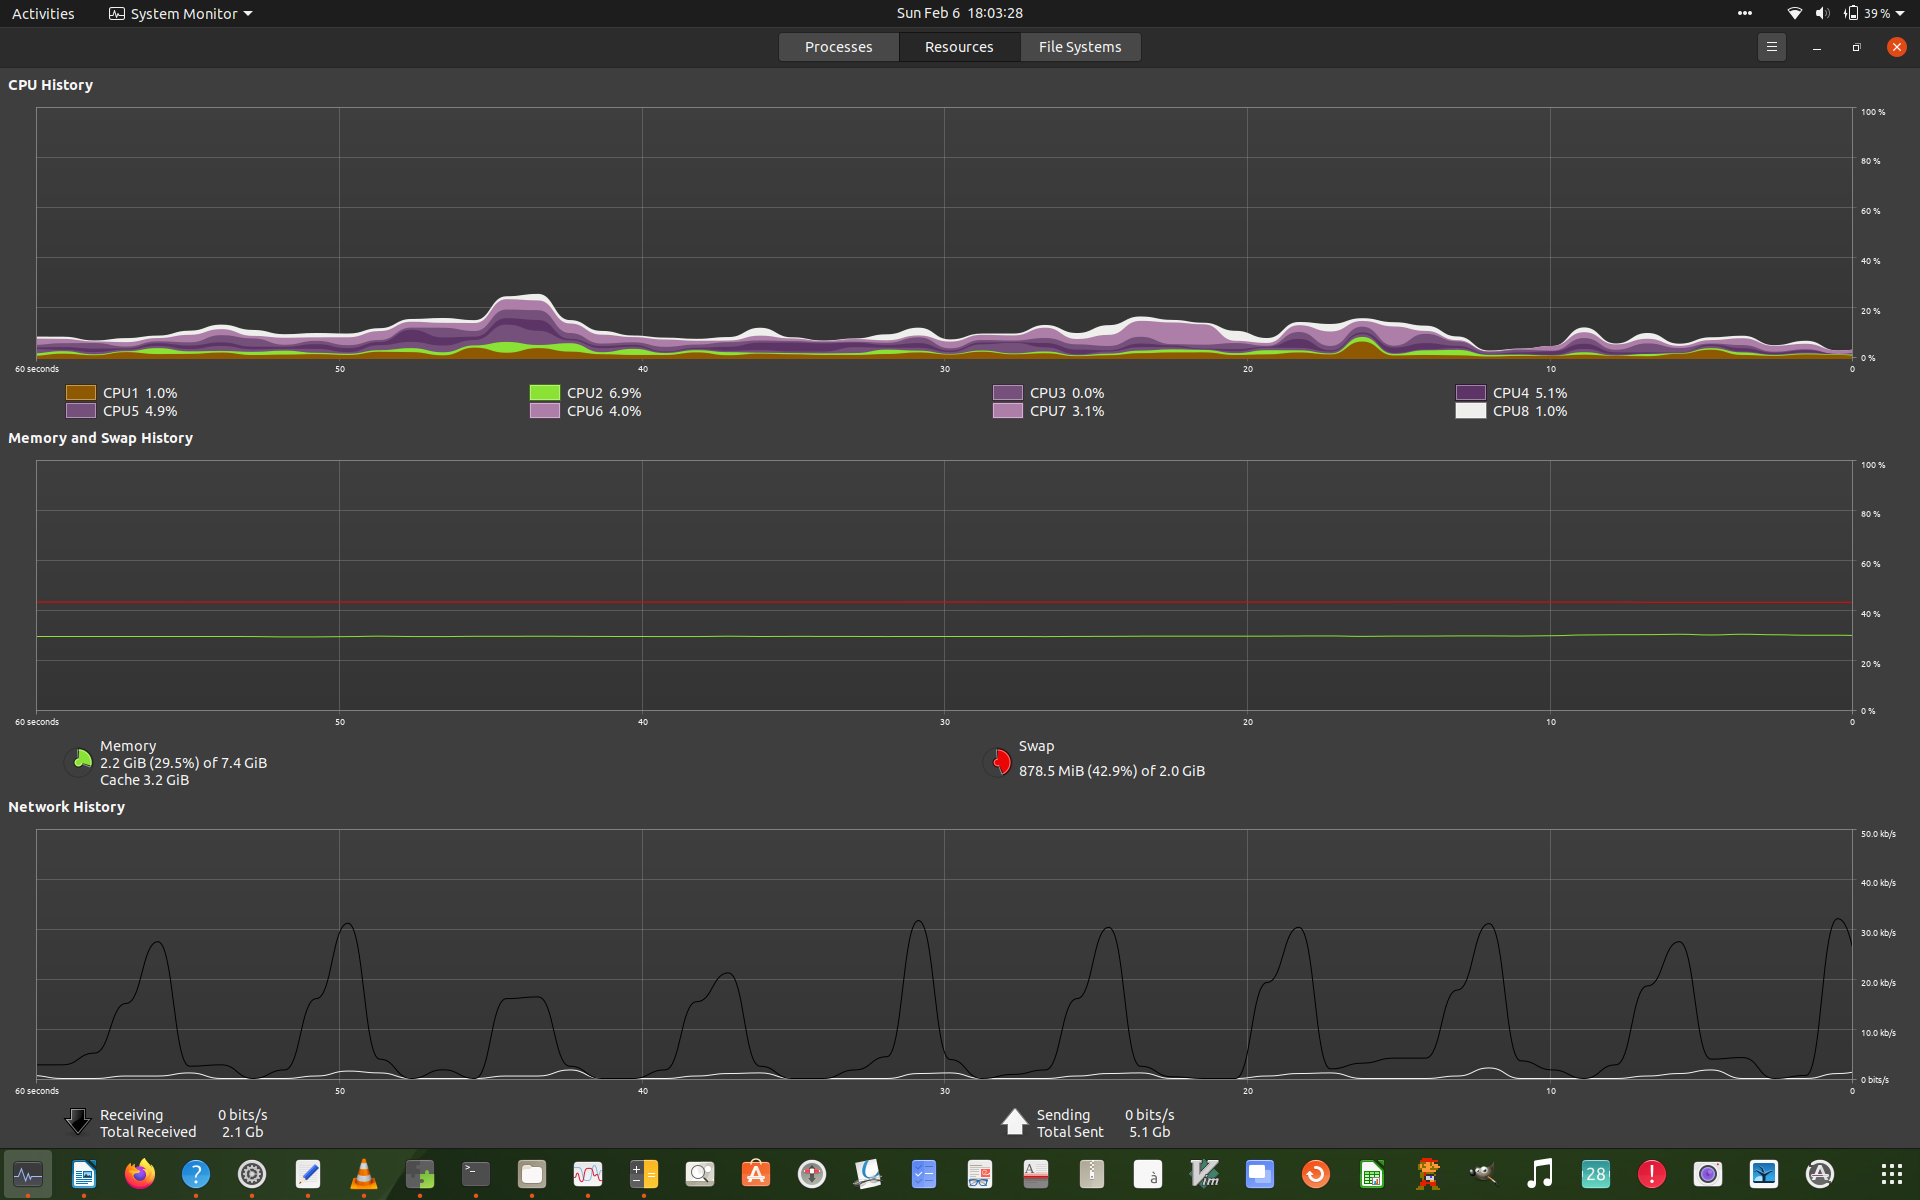 Activities System Monitor Sun Feb 6 18:03:28 39 %
Processes Resources File Systems
CPU History
100 %
80 %
60 %
40 %
20 %
0 %
60 seconds 50 40 30 20 10 0
CPU1 1.0% CPU2 6.9% CPU3 0.0% CPU4 5.1%
CPU5 4.9% CPU6 4.0% CPU7 3.1% CPU8 1.0%
Memory and Swap History
100 %
80 %
60 %
40 %
20 %
0 %
60 seconds 50 40 30 20 10 0
Memory
2.2 GiB (29.5%) of 7.4 GiB
Cache 3.2 GiB
Swap
878.5 MiB (42.9%) of 2.0 GiB
Network History
50.0 kb/s
40.0 kb/s
30.0 kb/s
20.0 kb/s
10.0 kb/s
0 bits/s
60 seconds 50 40 30 20 10 0
Receiving 0 bits/s
Total Received 2.1 Gb
Sending 0 bits/s
Total Sent 5.1 Gb
? >_ A à Vim 28 !